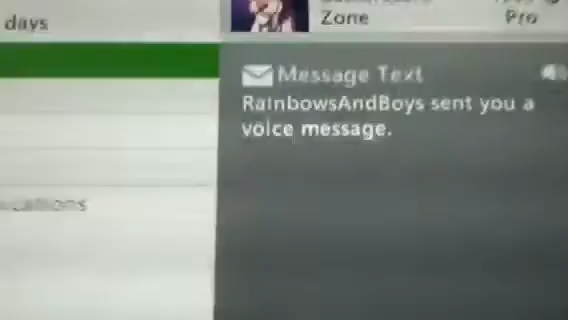 days
Zone
Pro
Message Text
RainbowsAndBoys sent you a
voice message.